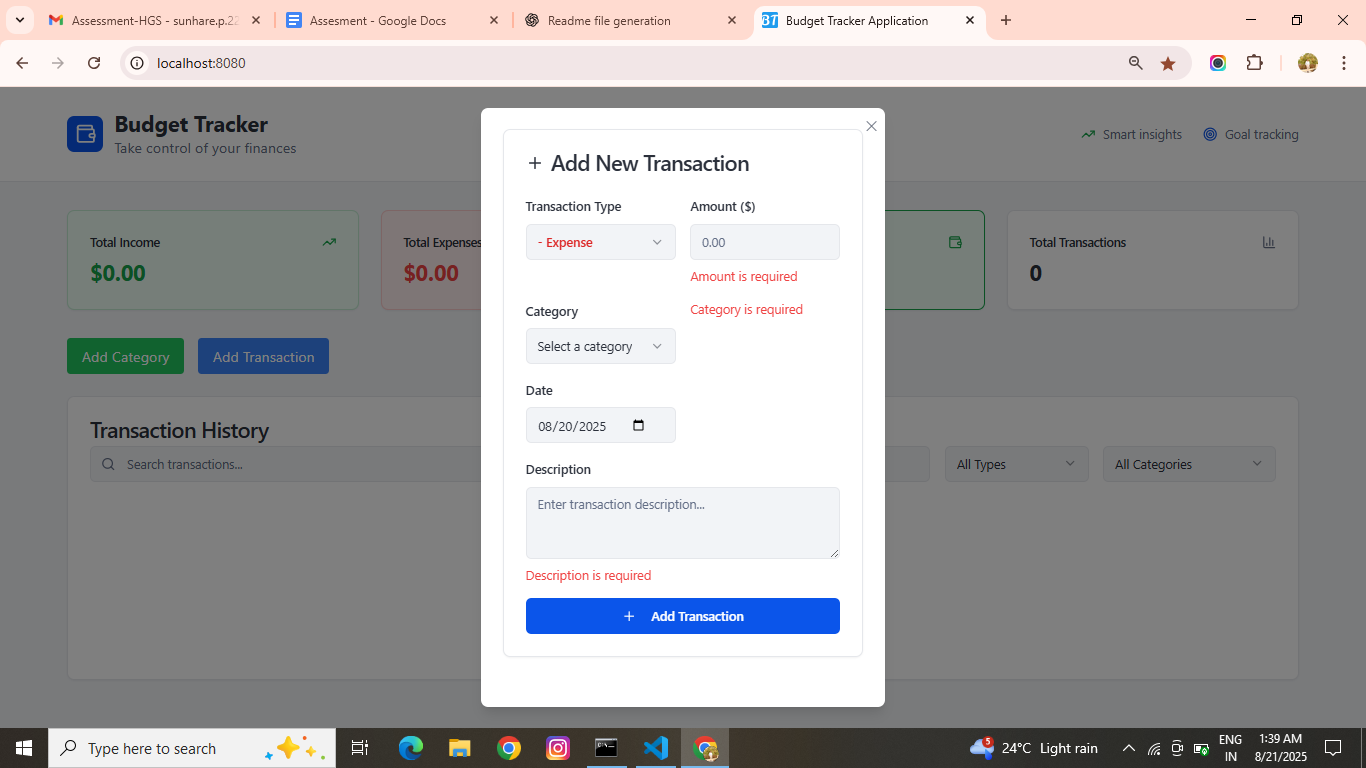 Assessment-HGS - sunhare.p.22
Assesment - Google Docs
Readme file generation
BT Budget Tracker Application
localhost:8080
Budget Tracker
Take control of your finances
Smart insights
Goal tracking
Total Income
$0.00
Total Expenses
$0.00
Total Transactions
0
Add Category
Add Transaction
Transaction History
Search transactions...
All Types
All Categories
+ Add New Transaction
Transaction Type
Amount ($)
- Expense
0.00
Amount is required
Category
Category is required
Select a category
Date
08/20/2025
Description
Enter transaction description...
Description is required
+ Add Transaction
Type here to search
5
24°C Light rain
ENG
IN
1:39 AM
8/21/2025